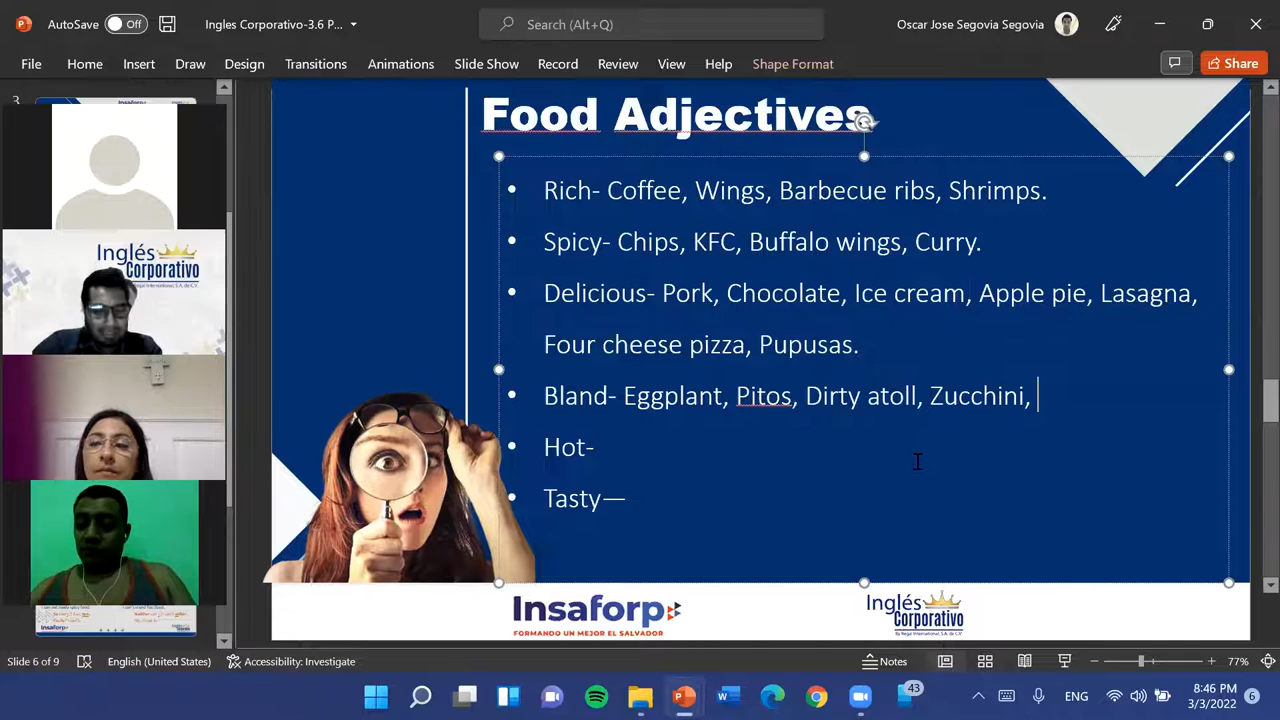 AutoSave Off Ingles Corporativo-3.6 P... Search (Alt+Q) Oscar Jose Segovia Segovia
File Home Insert Draw Design Transitions Animations Slide Show Record Review View Help Shape Format Share
3
Food Adjectives
• Rich- Coffee, Wings, Barbecue ribs, Shrimps.
• Spicy- Chips, KFC, Buffalo wings, Curry.
• Delicious- Pork, Chocolate, Ice cream, Apple pie, Lasagna,
Four cheese pizza, Pupusas.
• Bland- Eggplant, Pitos, Dirty atoll, Zucchini,
• Hot-
• Tasty—
Inglés
Corporativo
Insaforp
FORMANDO UN MEJOR EL SALVADOR
Inglés
Corporativo
By Regal International, S.A. de C.V.
Slide 6 of 9 English (United States) Accessibility: Investigate Notes 77%
43
ENG
8:46 PM
3/3/2022
6